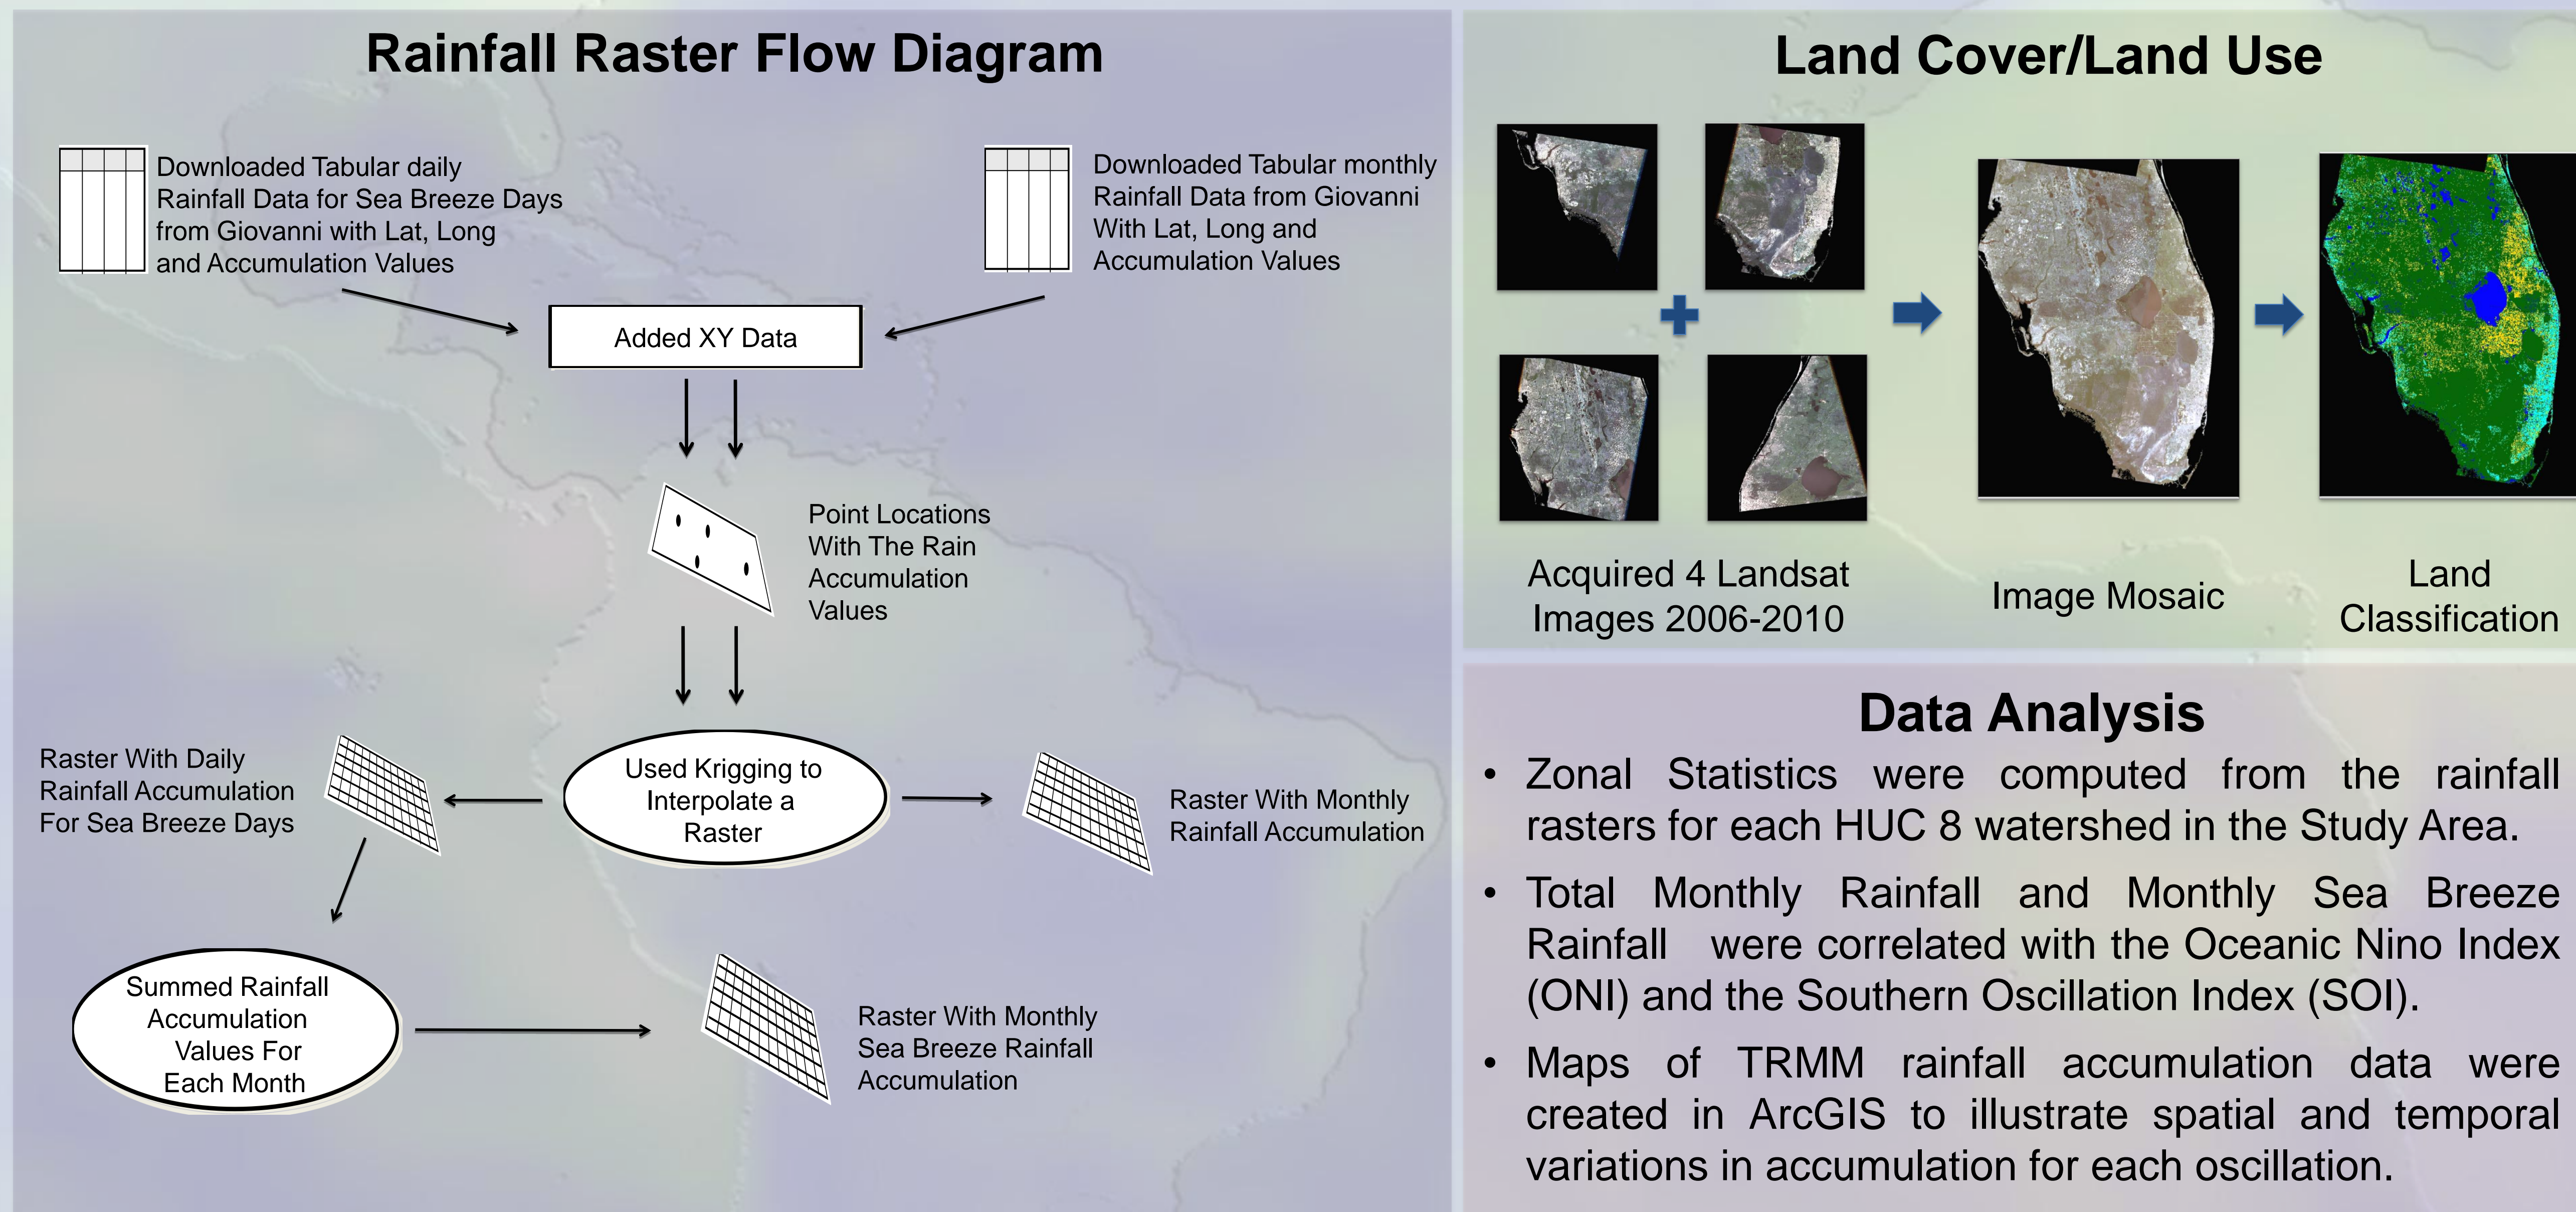 Rainfall Raster Flow Diagram
Downloaded Tabular daily
Rainfall Data for Sea Breeze Days
from Giovanni with Lat, Long
and Accumulation Values
Downloaded Tabular monthly
Rainfall Data from Giovanni
With Lat, Long and
Accumulation Values
Added XY Data
Point Locations
With The Rain
Accumulation
Values
Raster With Daily
Rainfall Accumulation
For Sea Breeze Days
Used Krigging to
Interpolate a
Raster
Raster With Monthly
Rainfall Accumulation
Summed Rainfall
Accumulation
Values For
Each Month
Raster With Monthly
Sea Breeze Rainfall
Accumulation
Land Cover/Land Use
Acquired 4 Landsat
Images 2006-2010
Image Mosaic
Land
Classification
Data Analysis
• Zonal Statistics were computed from the rainfall
rasters for each HUC 8 watershed in the Study Area.
• Total Monthly Rainfall and Monthly Sea Breeze
Rainfall were correlated with the Oceanic Nino Index
(ONI) and the Southern Oscillation Index (SOI).
• Maps of TRMM rainfall accumulation data were
created in ArcGIS to illustrate spatial and temporal
variations in accumulation for each oscillation.